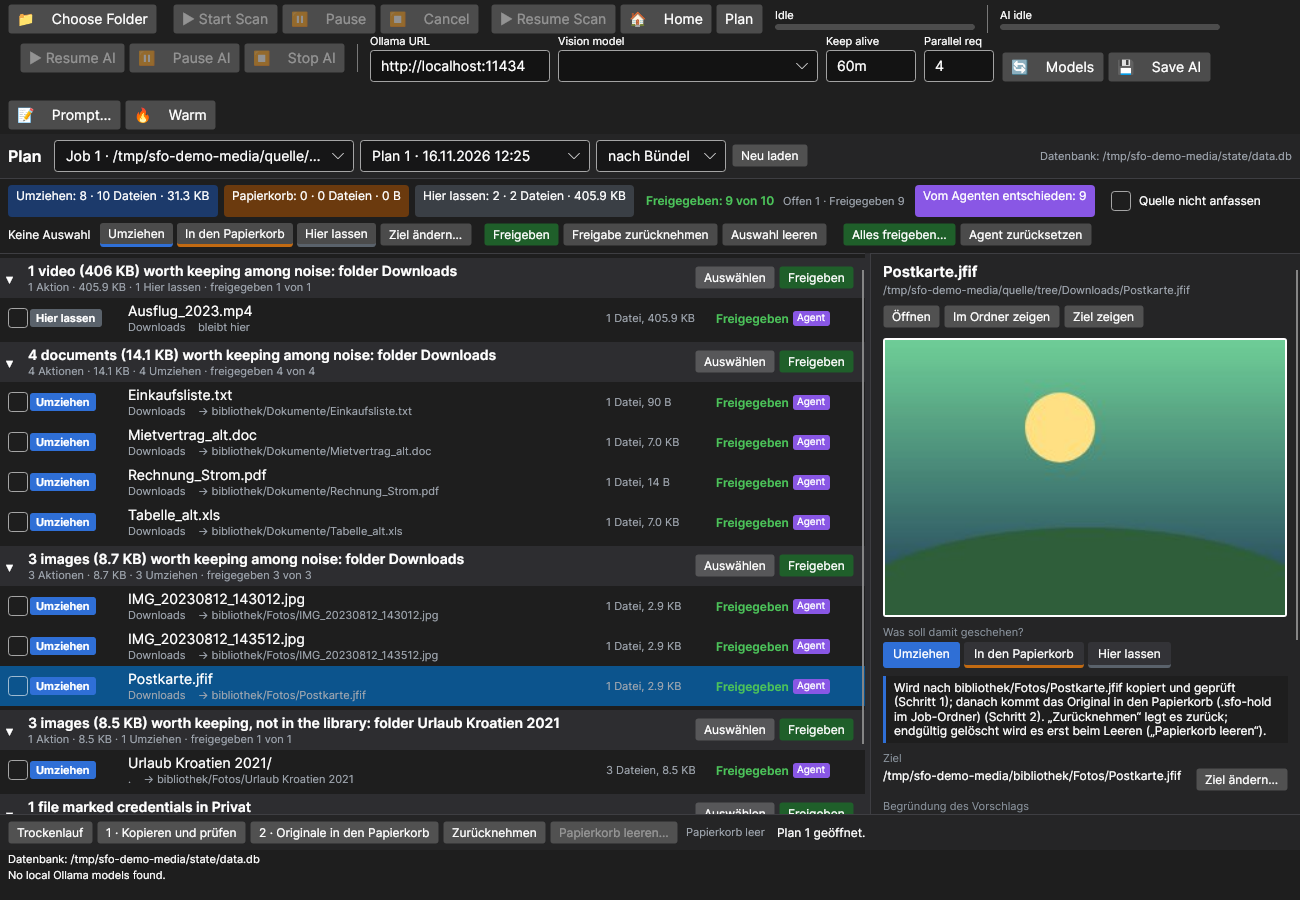 Choose Folder
Start Scan
Pause
Cancel
Resume Scan
Home
Plan
Idle
AI idle
Resume AI
Pause AI
Stop AI
Ollama URL
http://localhost:11434
Vision model
Keep alive
60m
Parallel req
4
Models
Save AI
Prompt...
Warm
Plan
Job 1 · /tmp/sfo-demo-media/quelle/...
Plan 1 · 16.11.2026 12:25
nach Bündel
Neu laden
Datenbank: /tmp/sfo-demo-media/state/data.db
Umziehen: 8 · 10 Dateien · 31.3 KB
Papierkorb: 0 · 0 Dateien · 0 B
Hier lassen: 2 · 2 Dateien · 405.9 KB
Freigegeben: 9 von 10
Offen 1 · Freigegeben 9
Vom Agenten entschieden: 9
Quelle nicht anfassen
Keine Auswahl
Umziehen
In den Papierkorb
Hier lassen
Ziel ändern...
Freigeben
Freigabe zurücknehmen
Auswahl leeren
Alles freigeben...
Agent zurücksetzen
1 video (406 KB) worth keeping among noise: folder Downloads
1 Aktion · 405.9 KB · 1 Hier lassen · freigegeben 1 von 1
Auswählen
Freigeben
Hier lassen
Ausflug_2023.mp4
Downloads bleibt hier
1 Datei, 405.9 KB
Freigegeben
Agent
4 documents (14.1 KB) worth keeping among noise: folder Downloads
4 Aktionen · 14.1 KB · 4 Umziehen · freigegeben 4 von 4
Auswählen
Freigeben
Umziehen
Einkaufsliste.txt
Downloads → bibliothek/Dokumente/Einkaufsliste.txt
1 Datei, 90 B
Freigegeben
Agent
Umziehen
Mietvertrag_alt.doc
Downloads → bibliothek/Dokumente/Mietvertrag_alt.doc
1 Datei, 7.0 KB
Freigegeben
Agent
Umziehen
Rechnung_Strom.pdf
Downloads → bibliothek/Dokumente/Rechnung_Strom.pdf
1 Datei, 14 B
Freigegeben
Agent
Umziehen
Tabelle_alt.xls
Downloads → bibliothek/Dokumente/Tabelle_alt.xls
1 Datei, 7.0 KB
Freigegeben
Agent
3 images (8.7 KB) worth keeping among noise: folder Downloads
3 Aktionen · 8.7 KB · 3 Umziehen · freigegeben 3 von 3
Auswählen
Freigeben
Umziehen
IMG_20230812_143012.jpg
Downloads → bibliothek/Fotos/IMG_20230812_143012.jpg
1 Datei, 2.9 KB
Freigegeben
Agent
Umziehen
IMG_20230812_143512.jpg
Downloads → bibliothek/Fotos/IMG_20230812_143512.jpg
1 Datei, 2.9 KB
Freigegeben
Agent
Umziehen
Postkarte.jfif
Downloads → bibliothek/Fotos/Postkarte.jfif
1 Datei, 2.9 KB
Freigegeben
Agent
3 images (8.5 KB) worth keeping, not in the library: folder Urlaub Kroatien 2021
1 Aktion · 8.5 KB · 1 Umziehen · freigegeben 1 von 1
Auswählen
Freigeben
Umziehen
Urlaub Kroatien 2021/
. → bibliothek/Fotos/Urlaub Kroatien 2021
3 Dateien, 8.5 KB
Freigegeben
Agent
1 file marked credentials in Privat
Auswählen
Freigeben
Postkarte.jfif
/tmp/sfo-demo-media/quelle/tree/Downloads/Postkarte.jfif
Öffnen
Im Ordner zeigen
Ziel zeigen
Was soll damit geschehen?
Umziehen
In den Papierkorb
Hier lassen
Wird nach bibliothek/Fotos/Postkarte.jfif kopiert und geprüft
(Schritt 1); danach kommt das Original in den Papierkorb (.sfo-hold
im Job-Ordner) (Schritt 2). „Zurücknehmen“ legt es zurück;
endgültig gelöscht wird es erst beim Leeren („Papierkorb leeren“).
Ziel
/tmp/sfo-demo-media/bibliothek/Fotos/Postkarte.jfif
Ziel ändern...
Begründung des Vorschlags
Trockenlauf
1 · Kopieren und prüfen
2 · Originale in den Papierkorb
Zurücknehmen
Papierkorb leeren...
Papierkorb leer
Plan 1 geöffnet.
Datenbank: /tmp/sfo-demo-media/state/data.db
No local Ollama models found.